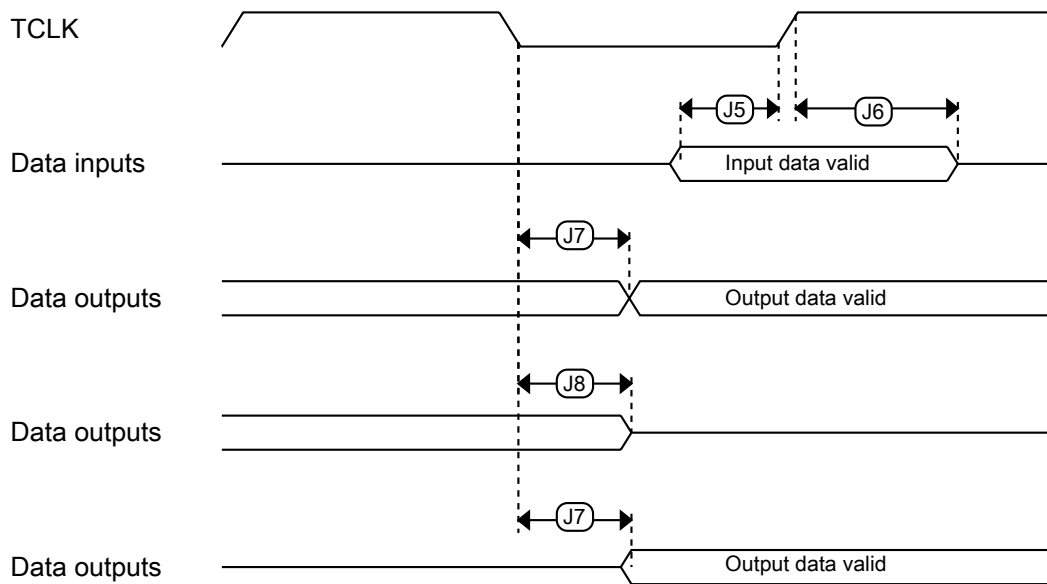 TCLK
J5
J6
Data inputs
Input data valid
J7
Data outputs
Output data valid
J8
Data outputs
J7
Data outputs
Output data valid